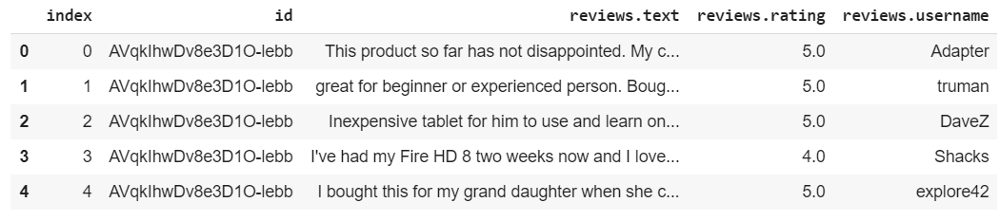 index id reviews.text reviews.rating reviews.username
0 0 AVqkIhwDv8e3D1O-lebb This product so far has not disappointed. My c... 5.0 Adapter
1 1 AVqkIhwDv8e3D1O-lebb great for beginner or experienced person. Boug... 5.0 truman
2 2 AVqkIhwDv8e3D1O-lebb Inexpensive tablet for him to use and learn on... 5.0 DaveZ
3 3 AVqkIhwDv8e3D1O-lebb I've had my Fire HD 8 two weeks now and I love... 4.0 Shacks
4 4 AVqkIhwDv8e3D1O-lebb I bought this for my grand daughter when she c... 5.0 explore42